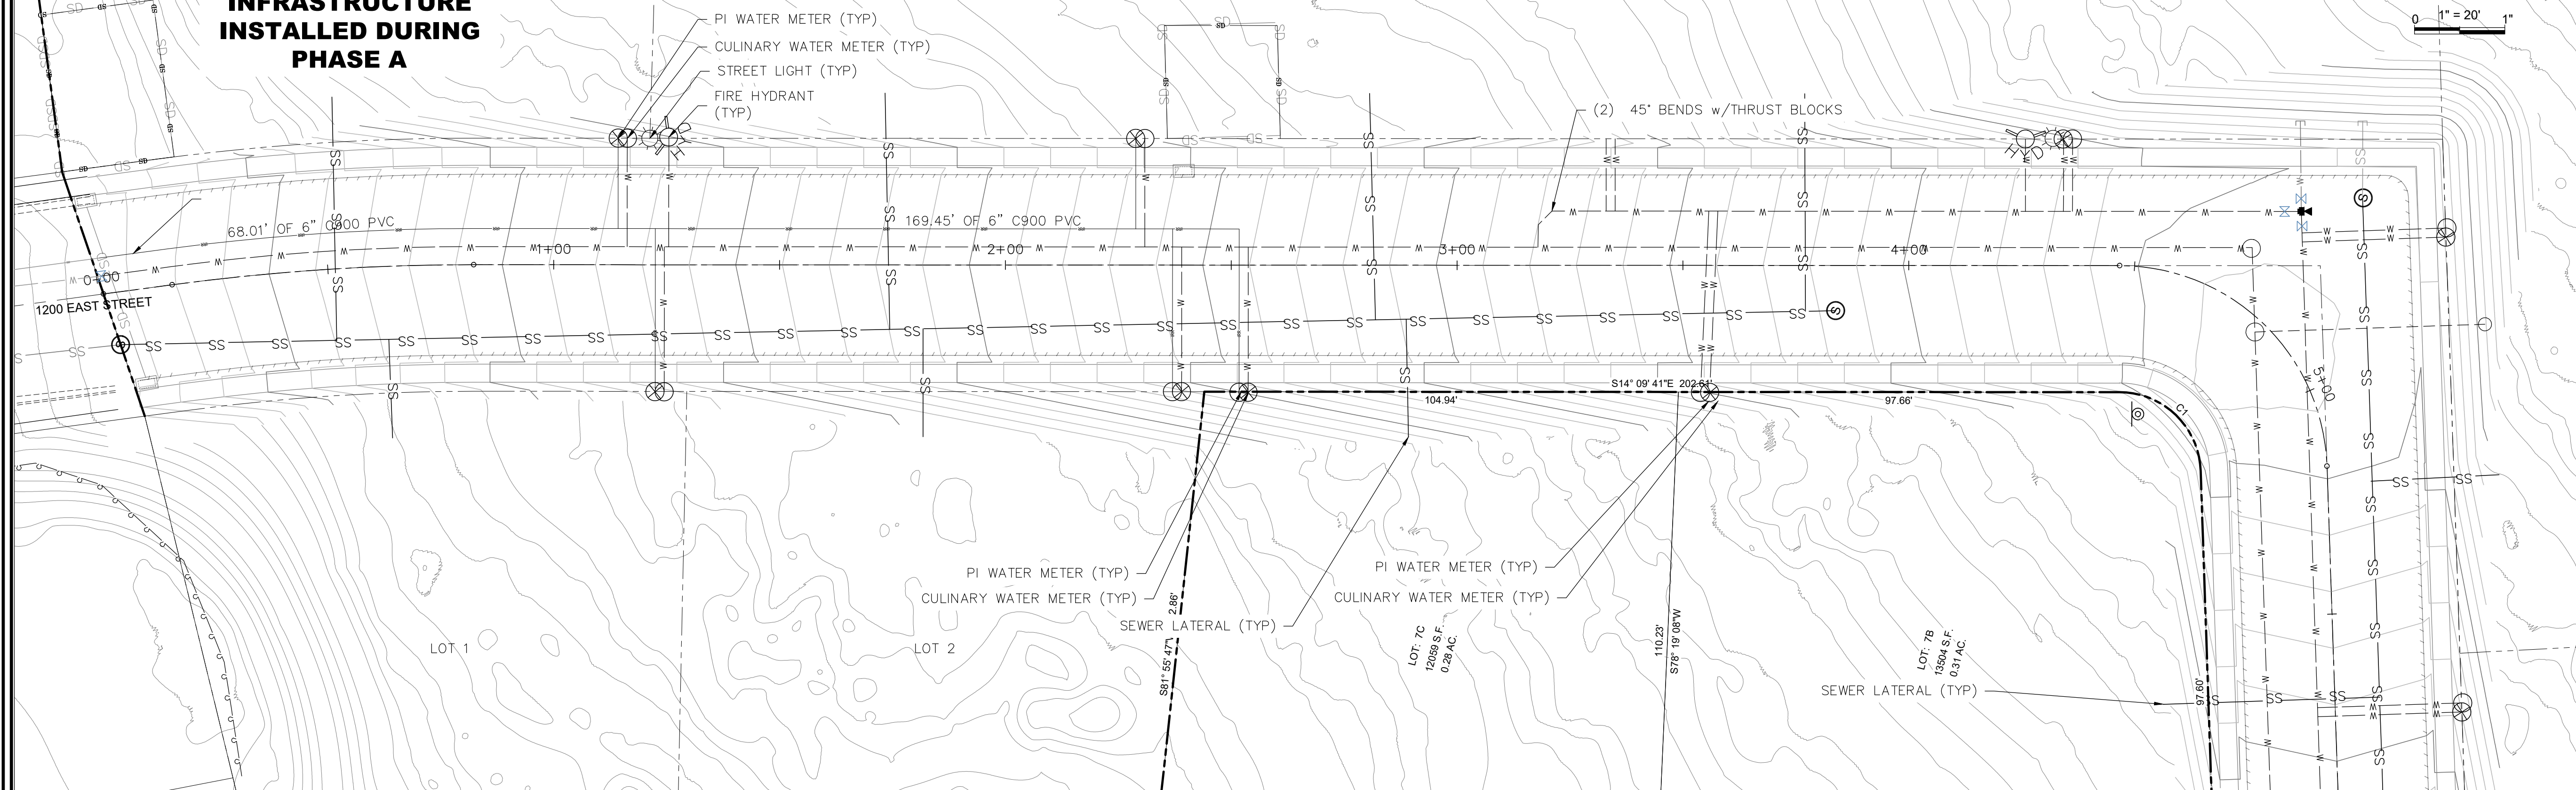 INFRASTRUCTURE
INSTALLED DURING
PHASE A
PI WATER METER (TYP)
CULINARY WATER METER (TYP)
STREET LIGHT (TYP)
FIRE HYDRANT
(TYP)
0 1" = 20' 1"
(2) 45° BENDS w/THRUST BLOCKS
68.01' OF 6" C900 PVC
169.45' OF 6" C900 PVC
0+00
1+00
2+00
3+00
4+00
5+00
1200 EAST STREET
S14° 09' 41"E 202.61'
104.94'
97.66'
C1
PI WATER METER (TYP)
CULINARY WATER METER (TYP)
SEWER LATERAL (TYP)
PI WATER METER (TYP)
CULINARY WATER METER (TYP)
LOT 1
LOT 2
2.86'
S81° 55' 47"
LOT: 7C
12059 S.F.
0.28 AC.
110.23'
S78° 19' 08"W
LOT: 7B
13504 S.F.
0.31 AC.
SEWER LATERAL (TYP)
97.60'